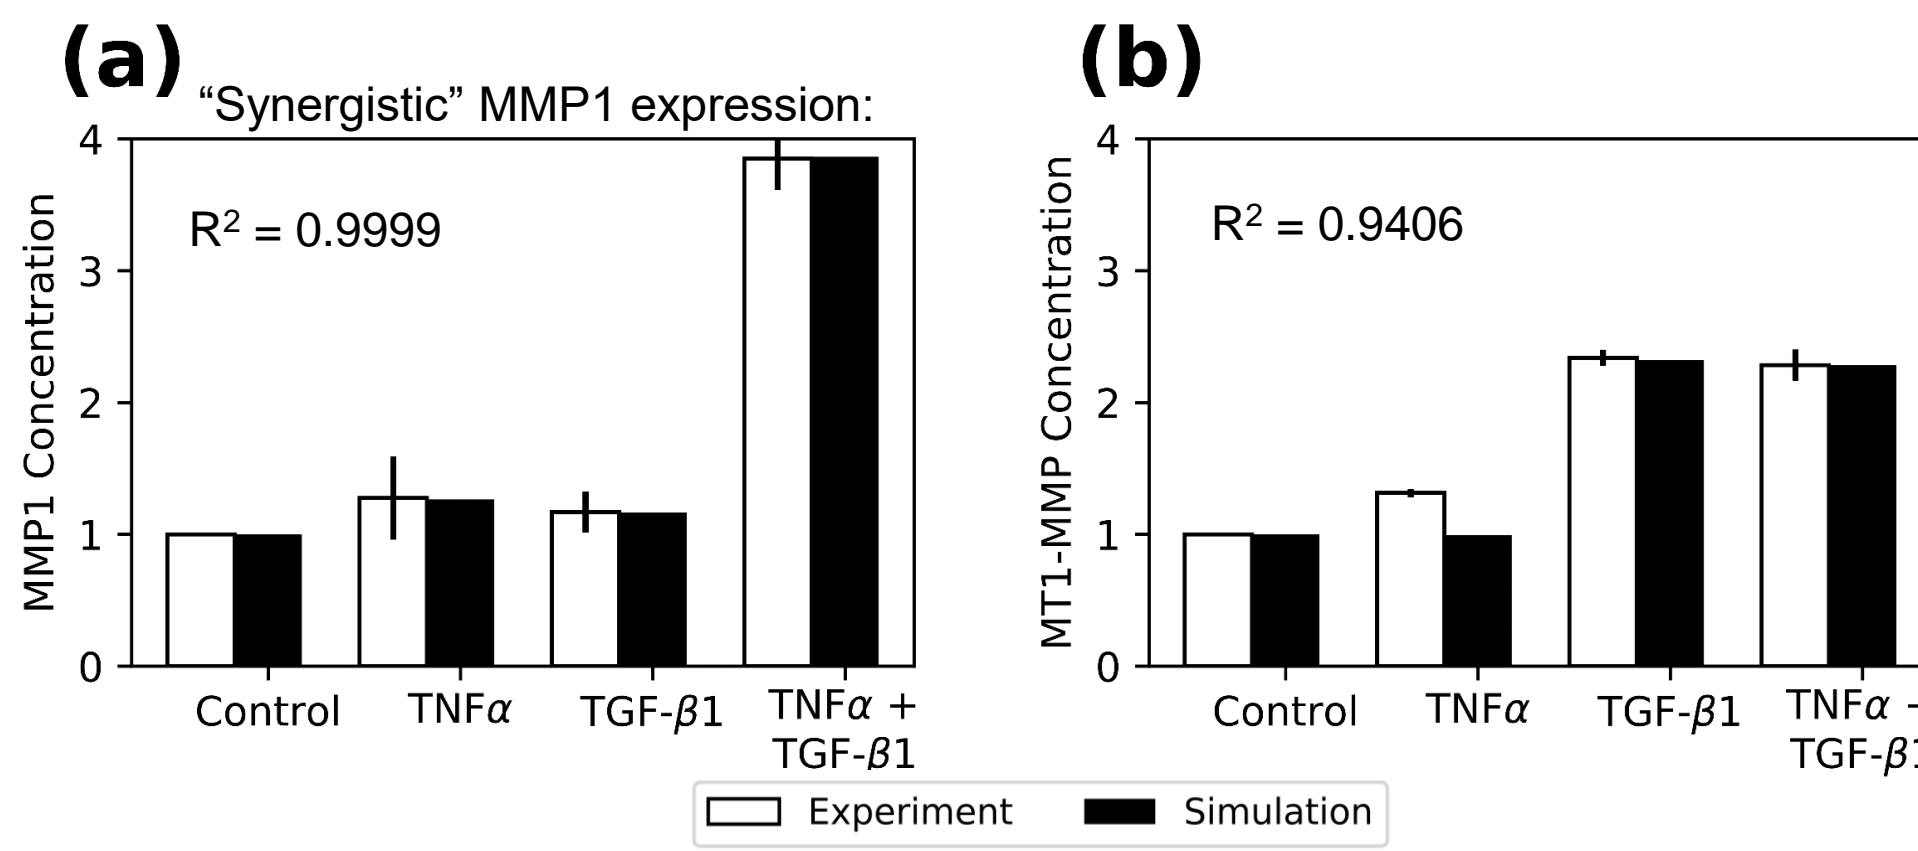 (a)
“Synergistic” MMP1 expression:
R² = 0.9999
MMP1 Concentration
4
3
2
1
0
Control
TNFα
TGF-β1
TNFα +
TGF-β1
(b)
R² = 0.9406
MT1-MMP Concentration
4
3
2
1
0
Control
TNFα
TGF-β1
TNFα -
TGF-β1
Experiment
Simulation